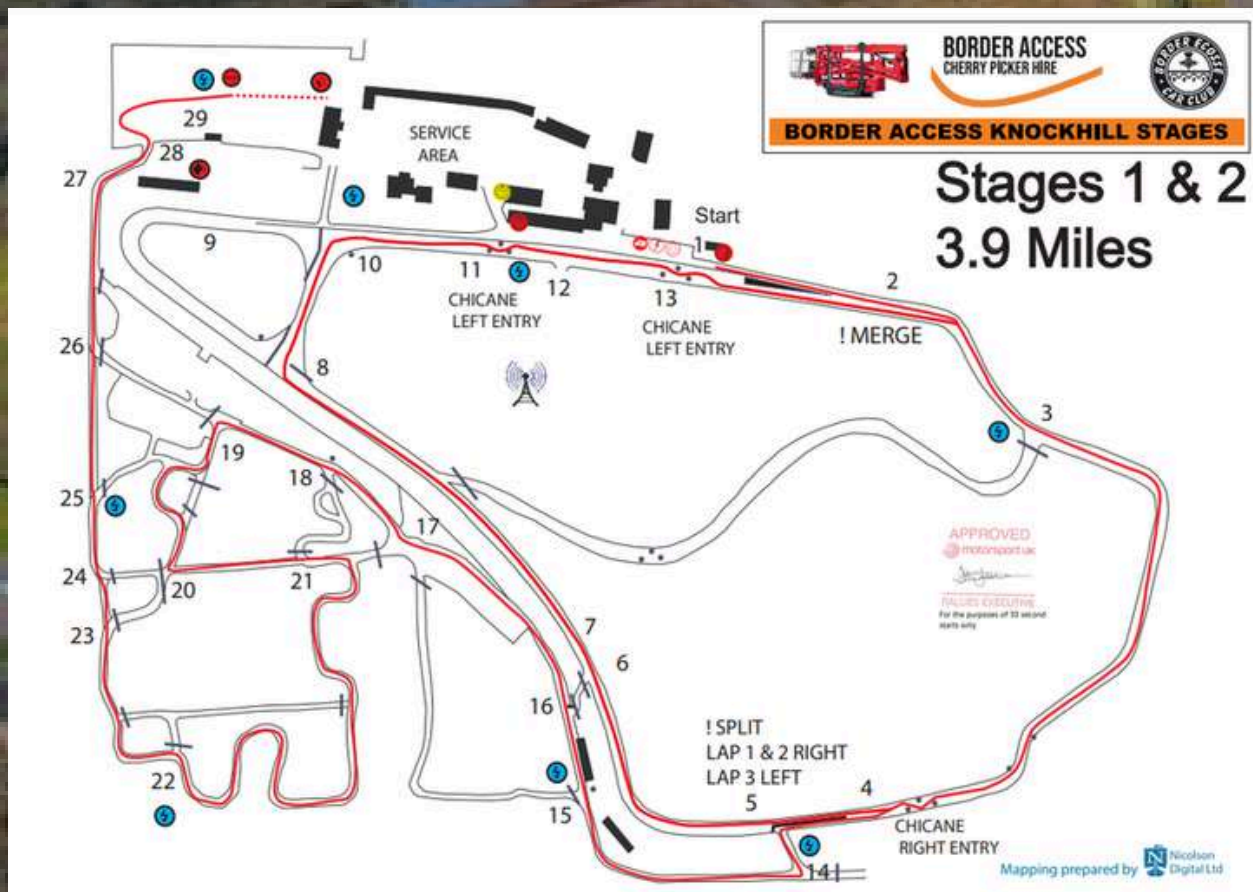 BORDER ACCESS
CHERRY PICKER HIRE
BORDER ECOSSE
CAR CLUB
BORDER ACCESS KNOCKHILL STAGES
Stages 1 & 2
3.9 Miles
29
28
27
SERVICE
AREA
Start
1
2
9
10
11
12
13
CHICANE
LEFT ENTRY
CHICANE
LEFT ENTRY
! MERGE
26
8
3
19
18
25
17
APPROVED
motorsport uk
RALLIES EXECUTIVE
For the purposes of 30 second
starts only
24
20
21
23
7
6
16
! SPLIT
LAP 1 & 2 RIGHT
LAP 3 LEFT
22
15
5
4
CHICANE
RIGHT ENTRY
14
Mapping prepared by
Nicolson
Digital Ltd